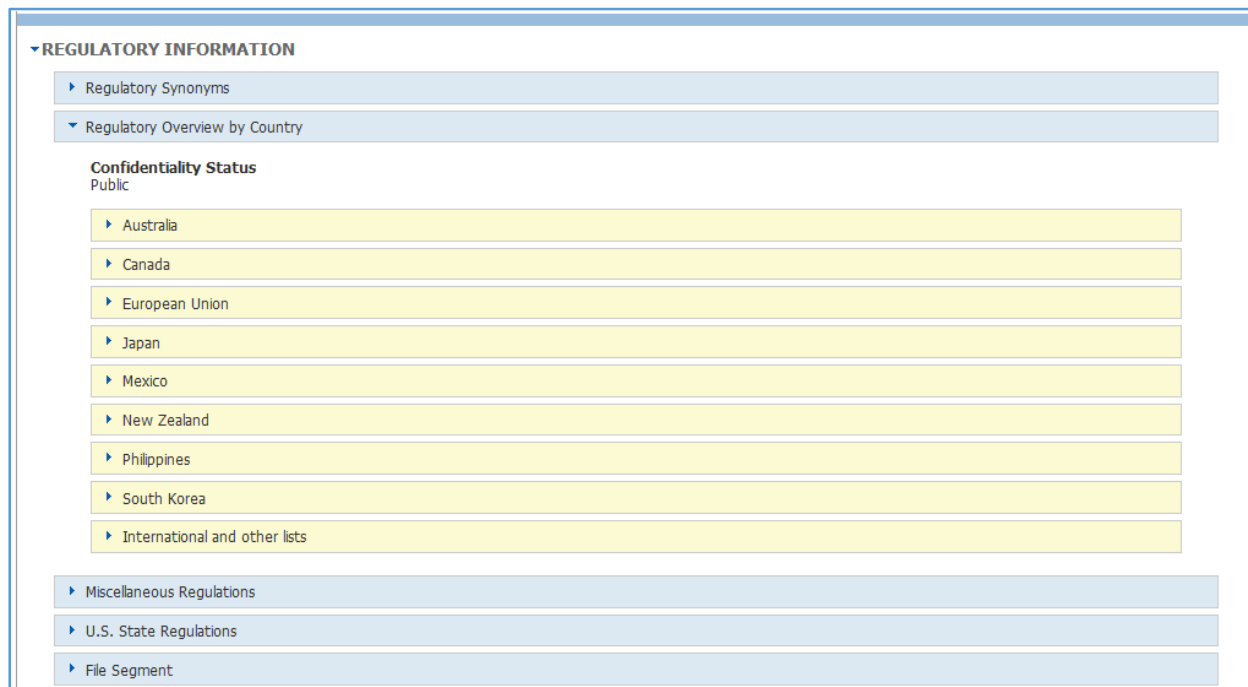 REGULATORY INFORMATION
Regulatory Synonyms
Regulatory Overview by Country
Confidentiality Status
Public
Australia
Canada
European Union
Japan
Mexico
New Zealand
Philippines
South Korea
International and other lists
Miscellaneous Regulations
U.S. State Regulations
File Segment